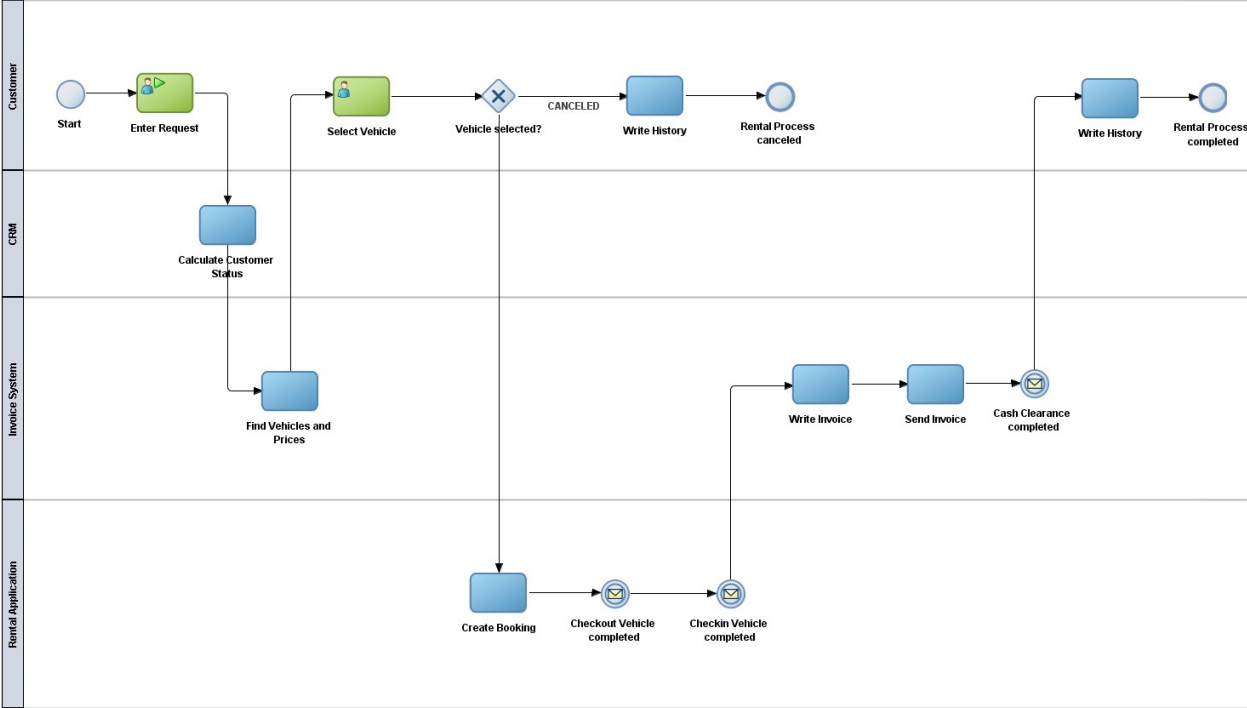 Customer
Start
Enter Request
Select Vehicle
Vehicle selected?
CANCELED
Write History
Rental Process
canceled
Write History
Rental Process
completed
CRM
Calculate Customer
Status
Invoice System
Find Vehicles and
Prices
Write Invoice
Send Invoice
Cash Clearance
completed
Rental Application
Create Booking
Checkout Vehicle
completed
Checkin Vehicle
completed